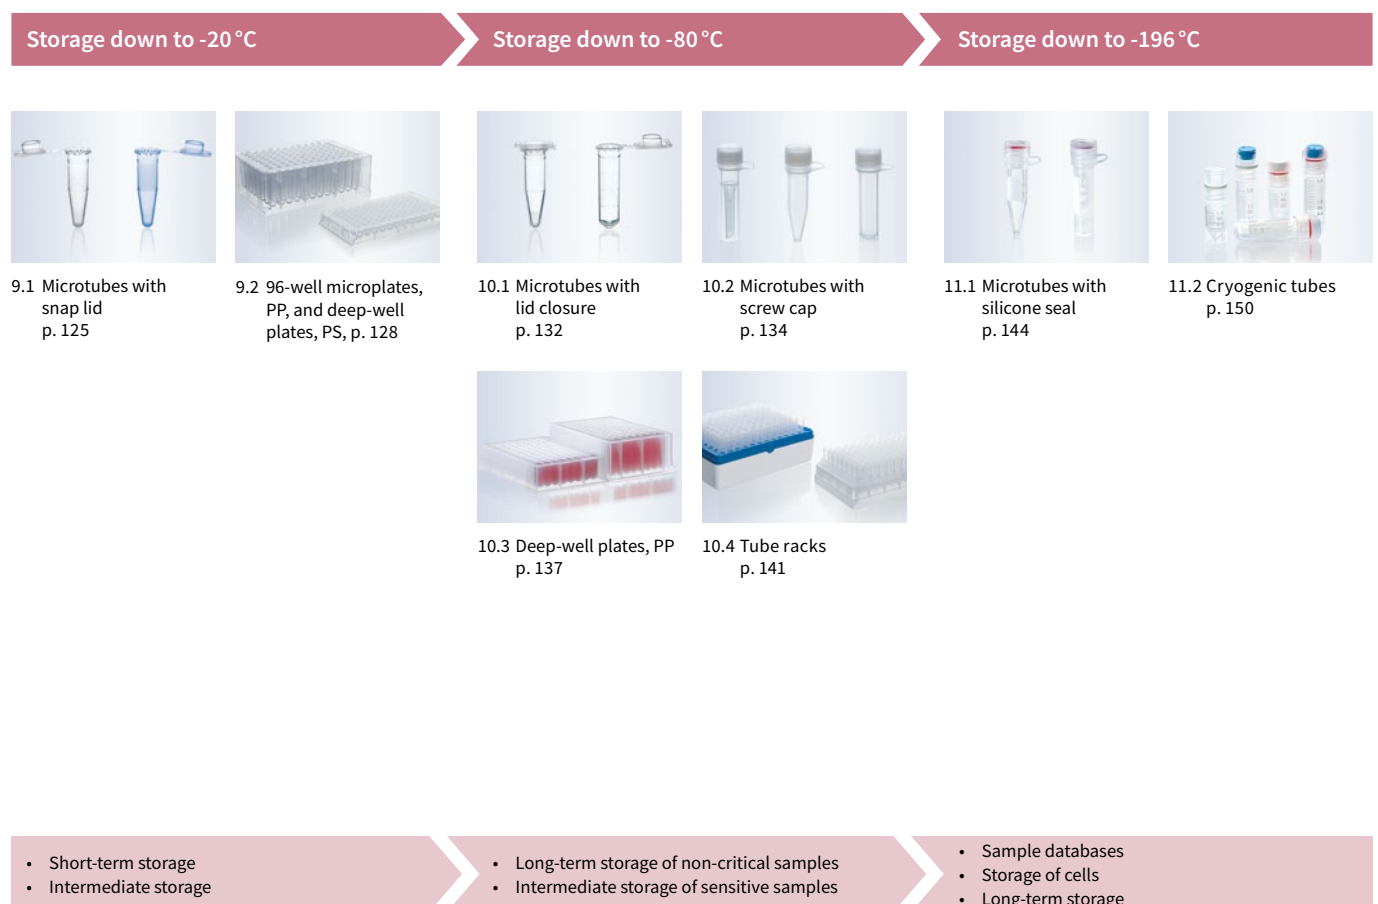 Storage down to -20 °C
Storage down to -80 °C
Storage down to -196 °C
9.1 Microtubes with
snap lid
p. 125
9.2 96-well microplates,
PP, and deep-well
plates, PS, p. 128
10.1 Microtubes with
lid closure
p. 132
10.2 Microtubes with
screw cap
p. 134
11.1 Microtubes with
silicone seal
p. 144
11.2 Cryogenic tubes
p. 150
10.3 Deep-well plates, PP
p. 137
10.4 Tube racks
p. 141
• Short-term storage
• Intermediate storage
• Long-term storage of non-critical samples
• Intermediate storage of sensitive samples
• Sample databases
• Storage of cells
• Long-term storage